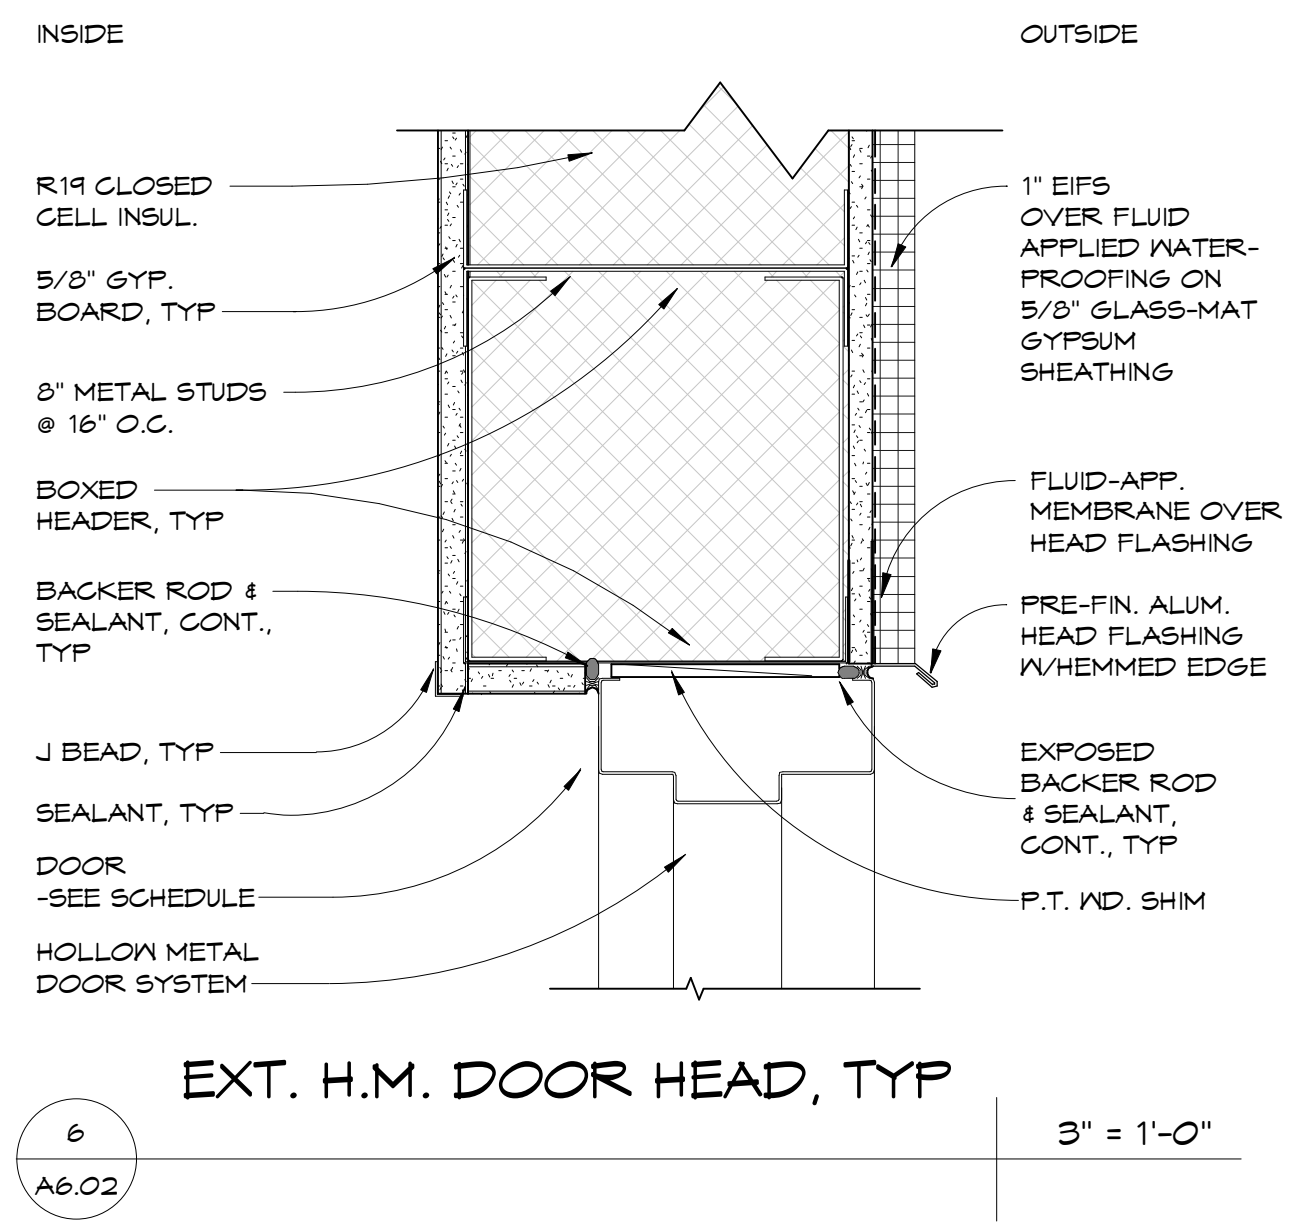 INSIDE
OUTSIDE
R19 CLOSED
CELL INSUL.
5/8" GYP.
BOARD, TYP
8" METAL STUDS
@ 16" O.C.
BOXED
HEADER, TYP
BACKER ROD &
SEALANT, CONT.,
TYP
J BEAD, TYP
SEALANT, TYP
DOOR
-SEE SCHEDULE
HOLLOW METAL
DOOR SYSTEM
1" EIFS
OVER FLUID
APPLIED WATER-
PROOFING ON
5/8" GLASS-MAT
GYPSUM
SHEATHING
FLUID-APP.
MEMBRANE OVER
HEAD FLASHING
PRE-FIN. ALUM.
HEAD FLASHING
W/HEMMED EDGE
EXPOSED
BACKER ROD
& SEALANT,
CONT., TYP
P.T. WD. SHIM
EXT. H.M. DOOR HEAD, TYP
6
A6.02
3" = 1'-0"